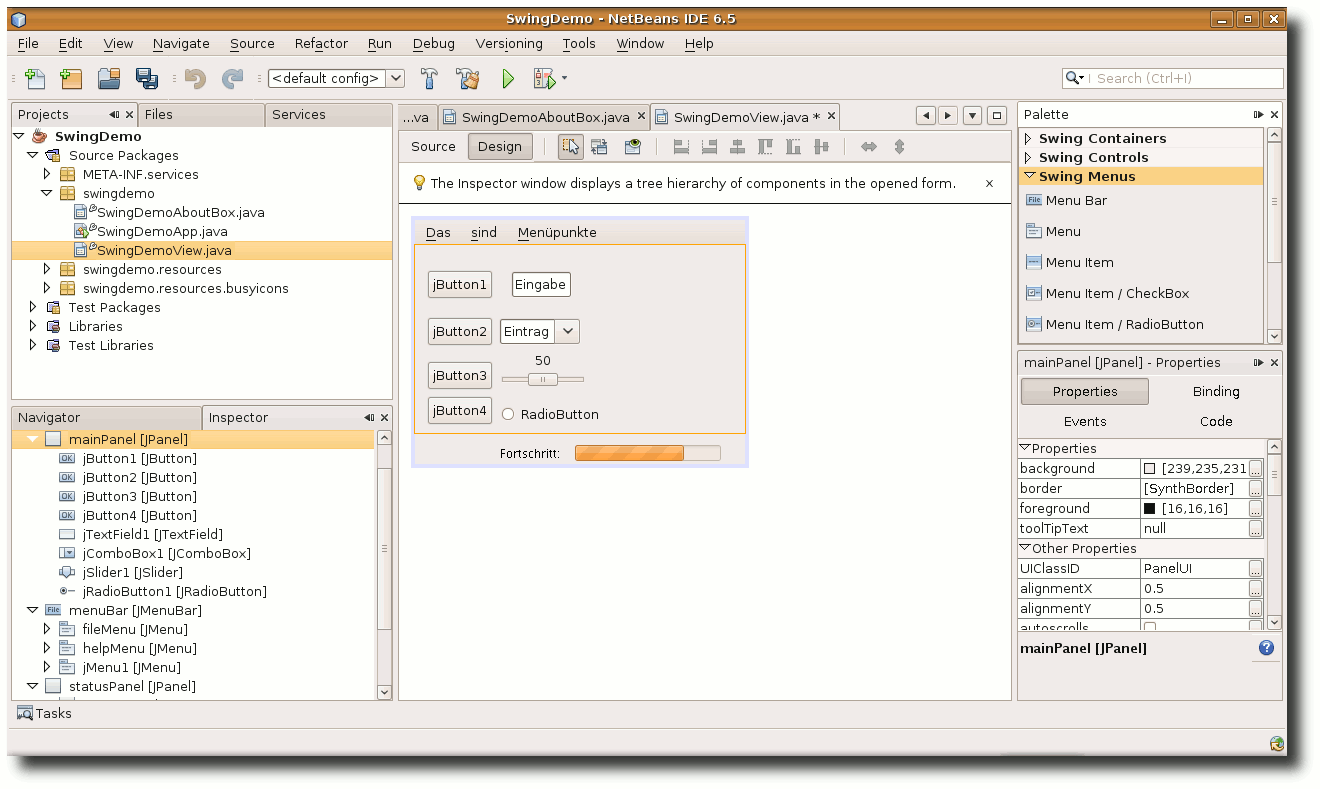 SwingDemo - NetBeans IDE 6.5
File Edit View Navigate Source Refactor Run Debug Versioning Tools Window Help
<default config>
Search (Ctrl+I)
Projects
Files
Services
SwingDemo
Source Packages
META-INF.services
swingdemo
SwingDemoAboutBox.java
SwingDemoApp.java
SwingDemoView.java
swingdemo.resources
swingdemo.resources.busyicons
Test Packages
Libraries
Test Libraries
Navigator
Inspector
mainPanel [JPanel]
OK jButton1 [JButton]
OK jButton2 [JButton]
OK jButton3 [JButton]
OK jButton4 [JButton]
jTextField1 [JTextField]
jComboBox1 [JComboBox]
jSlider1 [JSlider]
jRadioButton1 [JRadioButton]
File menuBar [JMenuBar]
fileMenu [JMenu]
helpMenu [JMenu]
jMenu1 [JMenu]
statusPanel [JPanel]
Tasks
...va
SwingDemoAboutBox.java
SwingDemoView.java *
Source
Design
The Inspector window displays a tree hierarchy of components in the opened form.
Das sind Menüpunkte
jButton1
Eingabe
jButton2
Eintrag
50
jButton3
jButton4
RadioButton
Fortschritt:
Palette
Swing Containers
Swing Controls
Swing Menus
File Menu Bar
Menu
Menu Item
Menu Item / CheckBox
Menu Item / RadioButton
mainPanel [JPanel] - Properties
Properties
Binding
Events
Code
Properties
background [239,235,231
border [SynthBorder]
foreground [16,16,16]
toolTipText null
Other Properties
UIClassID PanelUI
alignmentX 0.5
alignmentY 0.5
autoscrolls
mainPanel [JPanel]